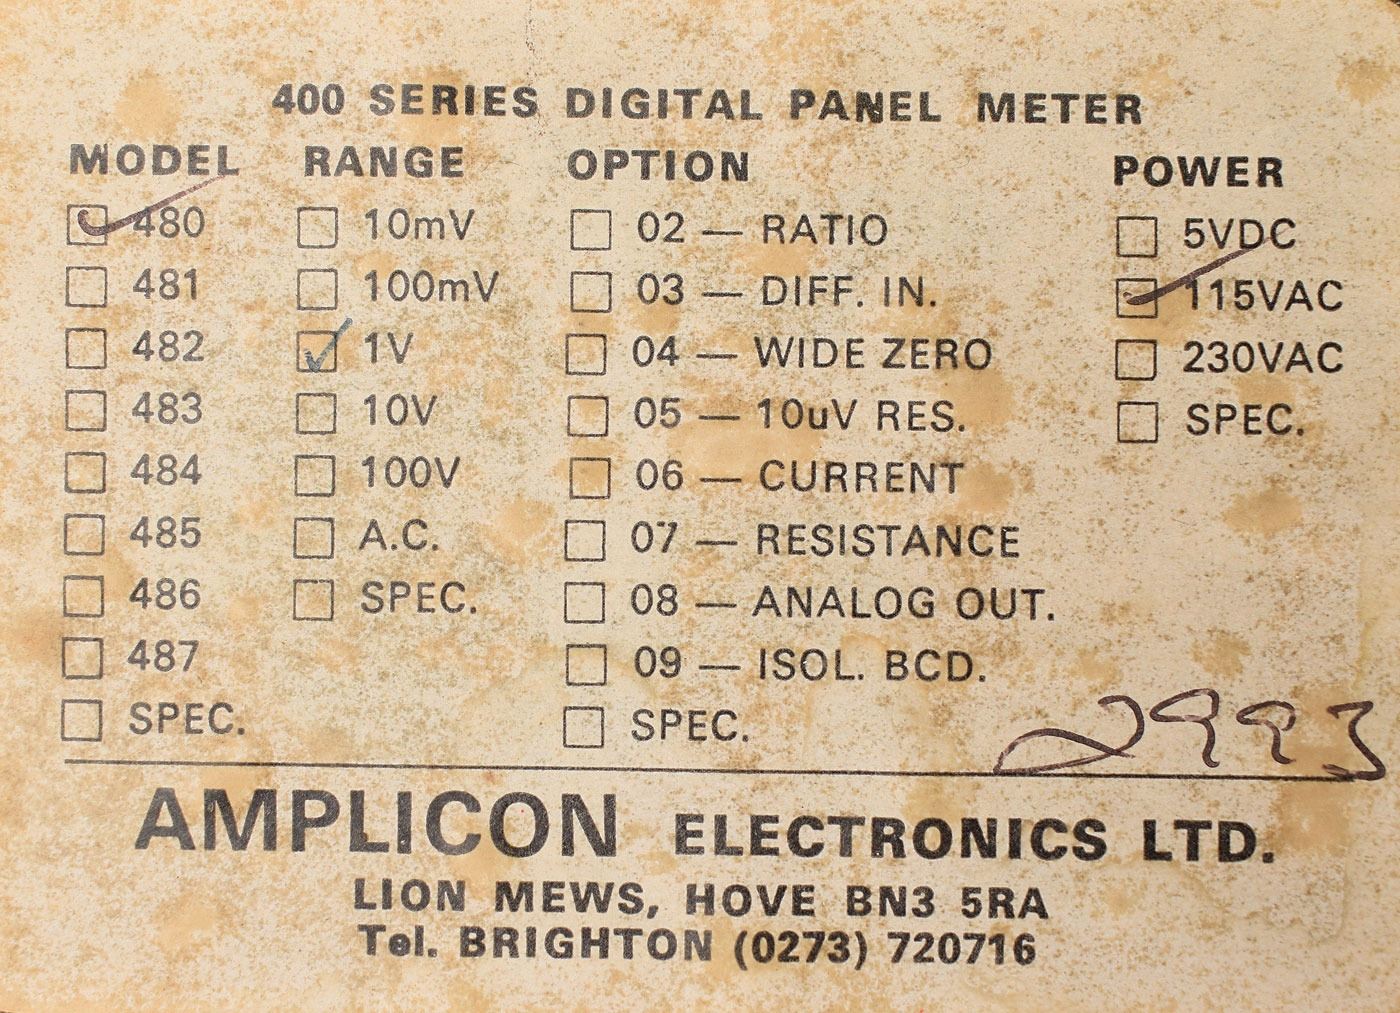 400 SERIES DIGITAL PANEL METER
MODEL RANGE OPTION POWER
480 10mV 02 — RATIO 5VDC
481 100mV 03 — DIFF. IN. 115VAC
482 1V 04 — WIDE ZERO 230VAC
483 10V 05 — 10uV RES. SPEC.
484 100V 06 — CURRENT
485 A.C. 07 — RESISTANCE
486 SPEC. 08 — ANALOG OUT.
487 09 — ISOL. BCD.
SPEC. SPEC.
2993
AMPLICON ELECTRONICS LTD.
LION MEWS, HOVE BN3 5RA
Tel. BRIGHTON (0273) 720716